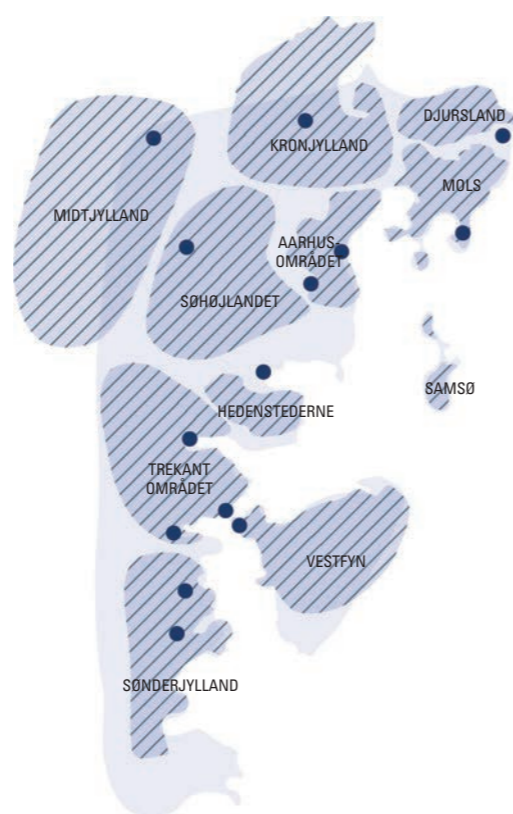 DJURSLAND
KRONJYLLAND
MOLS
MIDTJYLLAND
AARHUS-
OMRÅDET
SØHØJLANDET
SAMSØ
HEDENSTEDERNE
TREKANT
OMRÅDET
VESTFYN
SØNDERJYLLAND